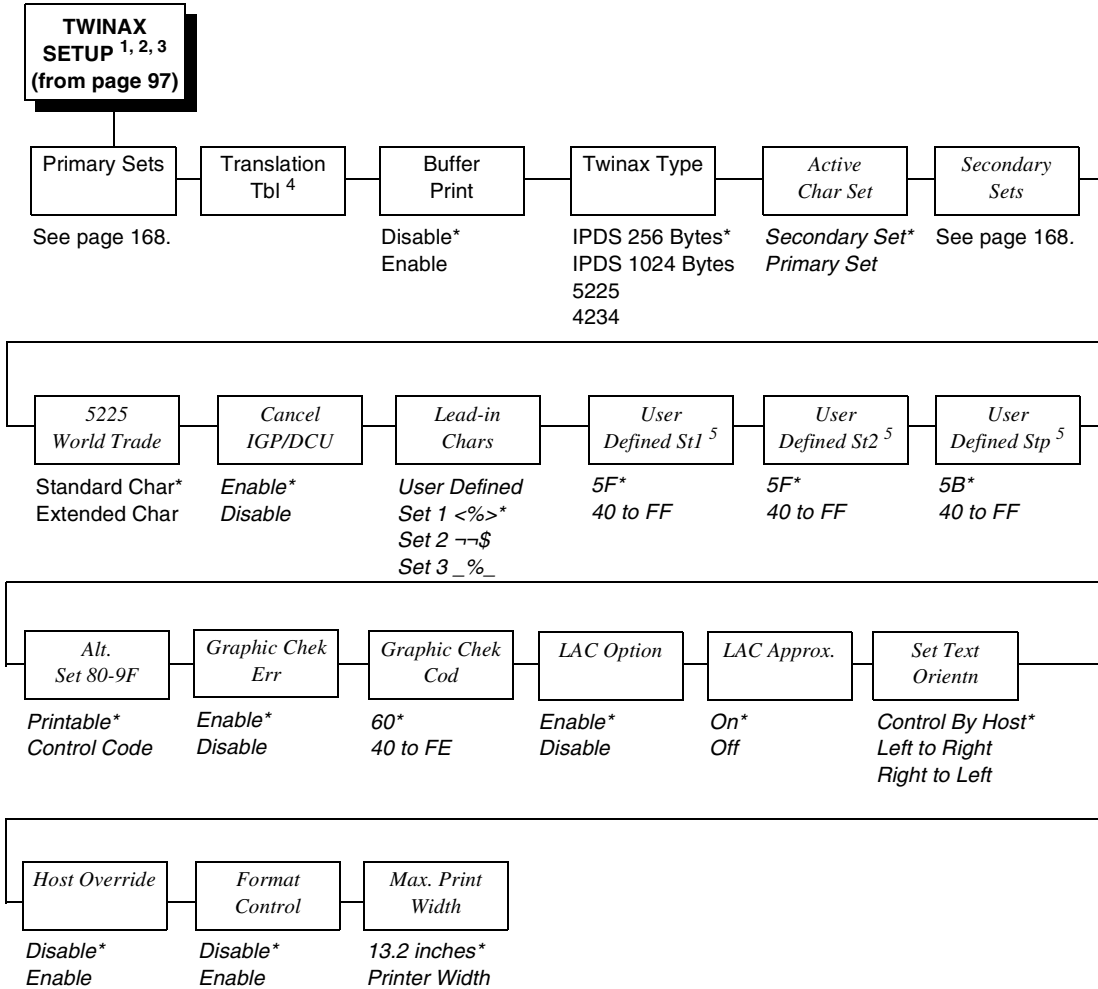 TWINAX
SETUP 1, 2, 3
(from page 97)
Primary Sets
See page 168.
Translation
Tbl 4
Buffer
Print
Disable*
Enable
Twinax Type
IPDS 256 Bytes*
IPDS 1024 Bytes
5225
4234
Active
Char Set
Secondary Set*
Primary Set
Secondary
Sets
See page 168.
5225
World Trade
Standard Char*
Extended Char
Cancel
IGP/DCU
Enable*
Disable
Lead-in
Chars
User Defined
Set 1 <%>*
Set 2 ¬¬$
Set 3 _%_
User
Defined St1 5
5F*
40 to FF
User
Defined St2 5
5F*
40 to FF
User
Defined Stp 5
5B*
40 to FF
Alt.
Set 80-9F
Printable*
Control Code
Graphic Chek
Err
Enable*
Disable
Graphic Chek
Cod
60*
40 to FE
LAC Option
Enable*
Disable
LAC Approx.
On*
Off
Set Text
Orientn
Control By Host*
Left to Right
Right to Left
Host Override
Disable*
Enable
Format
Control
Disable*
Enable
Max. Print
Width
13.2 inches*
Printer Width